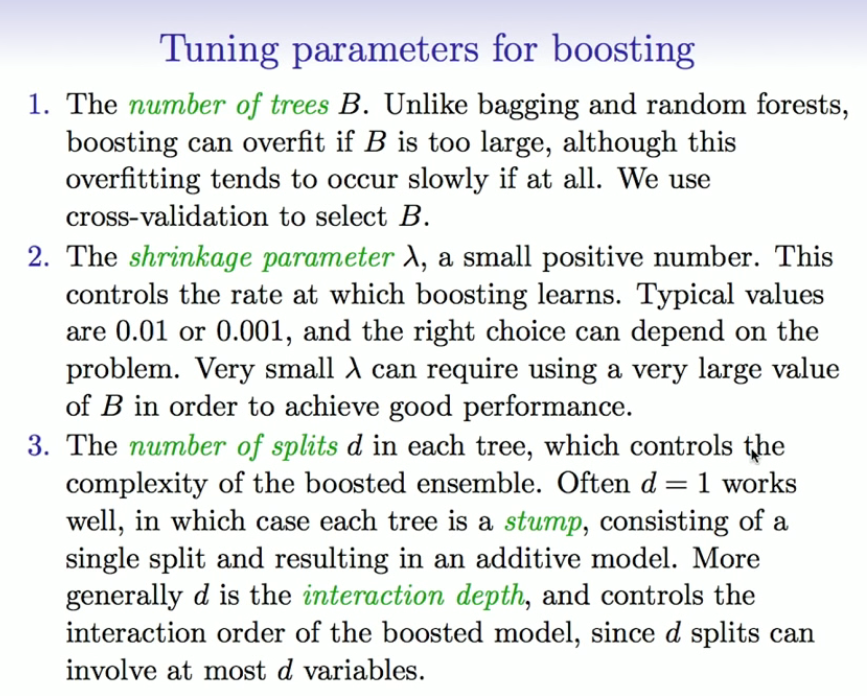 Tuning parameters for boosting
1. The number of trees B. Unlike bagging and random forests,
boosting can overfit if B is too large, although this
overfitting tends to occur slowly if at all. We use
cross-validation to select B.
2. The shrinkage parameter λ, a small positive number. This
controls the rate at which boosting learns. Typical values
are 0.01 or 0.001, and the right choice can depend on the
problem. Very small λ can require using a very large value
of B in order to achieve good performance.
3. The number of splits d in each tree, which controls the
complexity of the boosted ensemble. Often d = 1 works
well, in which case each tree is a stump, consisting of a
single split and resulting in an additive model. More
generally d is the interaction depth, and controls the
interaction order of the boosted model, since d splits can
involve at most d variables.